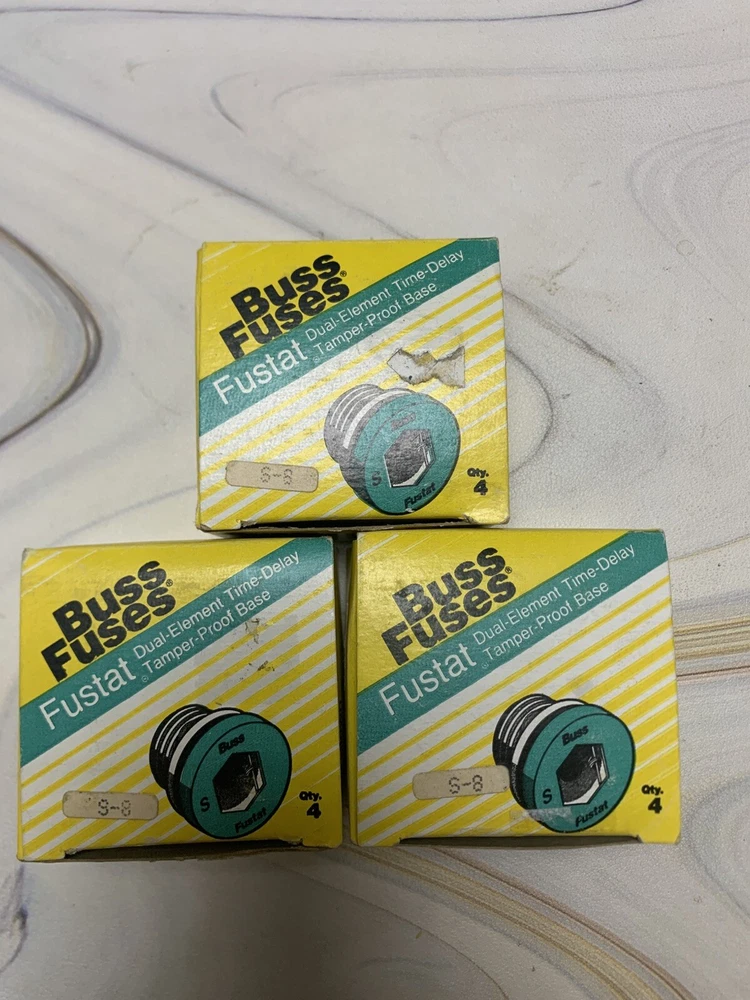 Buss
Fuses®
Fustat Dual-Element Time-Delay
Tamper-Proof Base
S-8
S
Fustat
Qty.
4
Buss
Fuses®
Fustat® Dual-Element Time-Delay
Tamper-Proof Base
Buss
S
Fustat
S-8
Qty.
4
Buss
Fuses®
Fustat® Dual-Element Time-Delay
Tamper-Proof Base
Buss
S
Fustat
S-8
Qty.
4